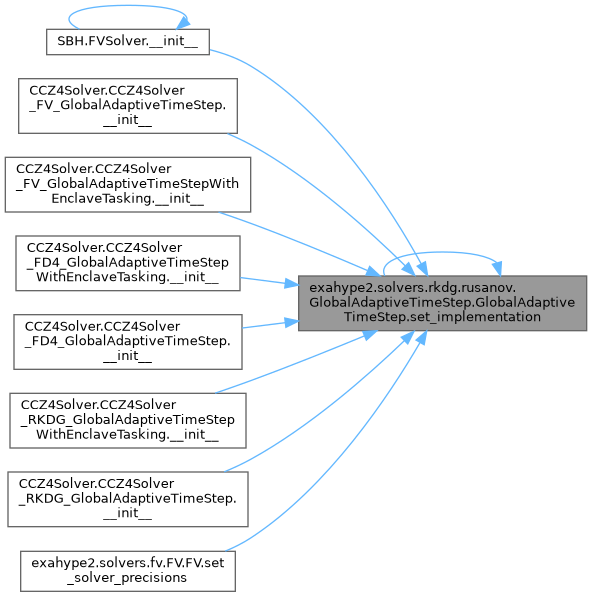 SBH.FVSolver.__init__
CCZ4Solver.CCZ4Solver
_FV_GlobalAdaptiveTimeStep.
__init__
CCZ4Solver.CCZ4Solver
_FV_GlobalAdaptiveTimeStepWith
EnclaveTasking.__init__
CCZ4Solver.CCZ4Solver
_FD4_GlobalAdaptiveTimeStep
WithEnclaveTasking.__init__
exahype2.solvers.rkdg.rusanov.
GlobalAdaptiveTimeStep.GlobalAdaptive
TimeStep.set_implementation
CCZ4Solver.CCZ4Solver
_FD4_GlobalAdaptiveTimeStep.
__init__
CCZ4Solver.CCZ4Solver
_RKDG_GlobalAdaptiveTimeStep
WithEnclaveTasking.__init__
CCZ4Solver.CCZ4Solver
_RKDG_GlobalAdaptiveTimeStep.
__init__
exahype2.solvers.fv.FV.FV.set
_solver_precisions